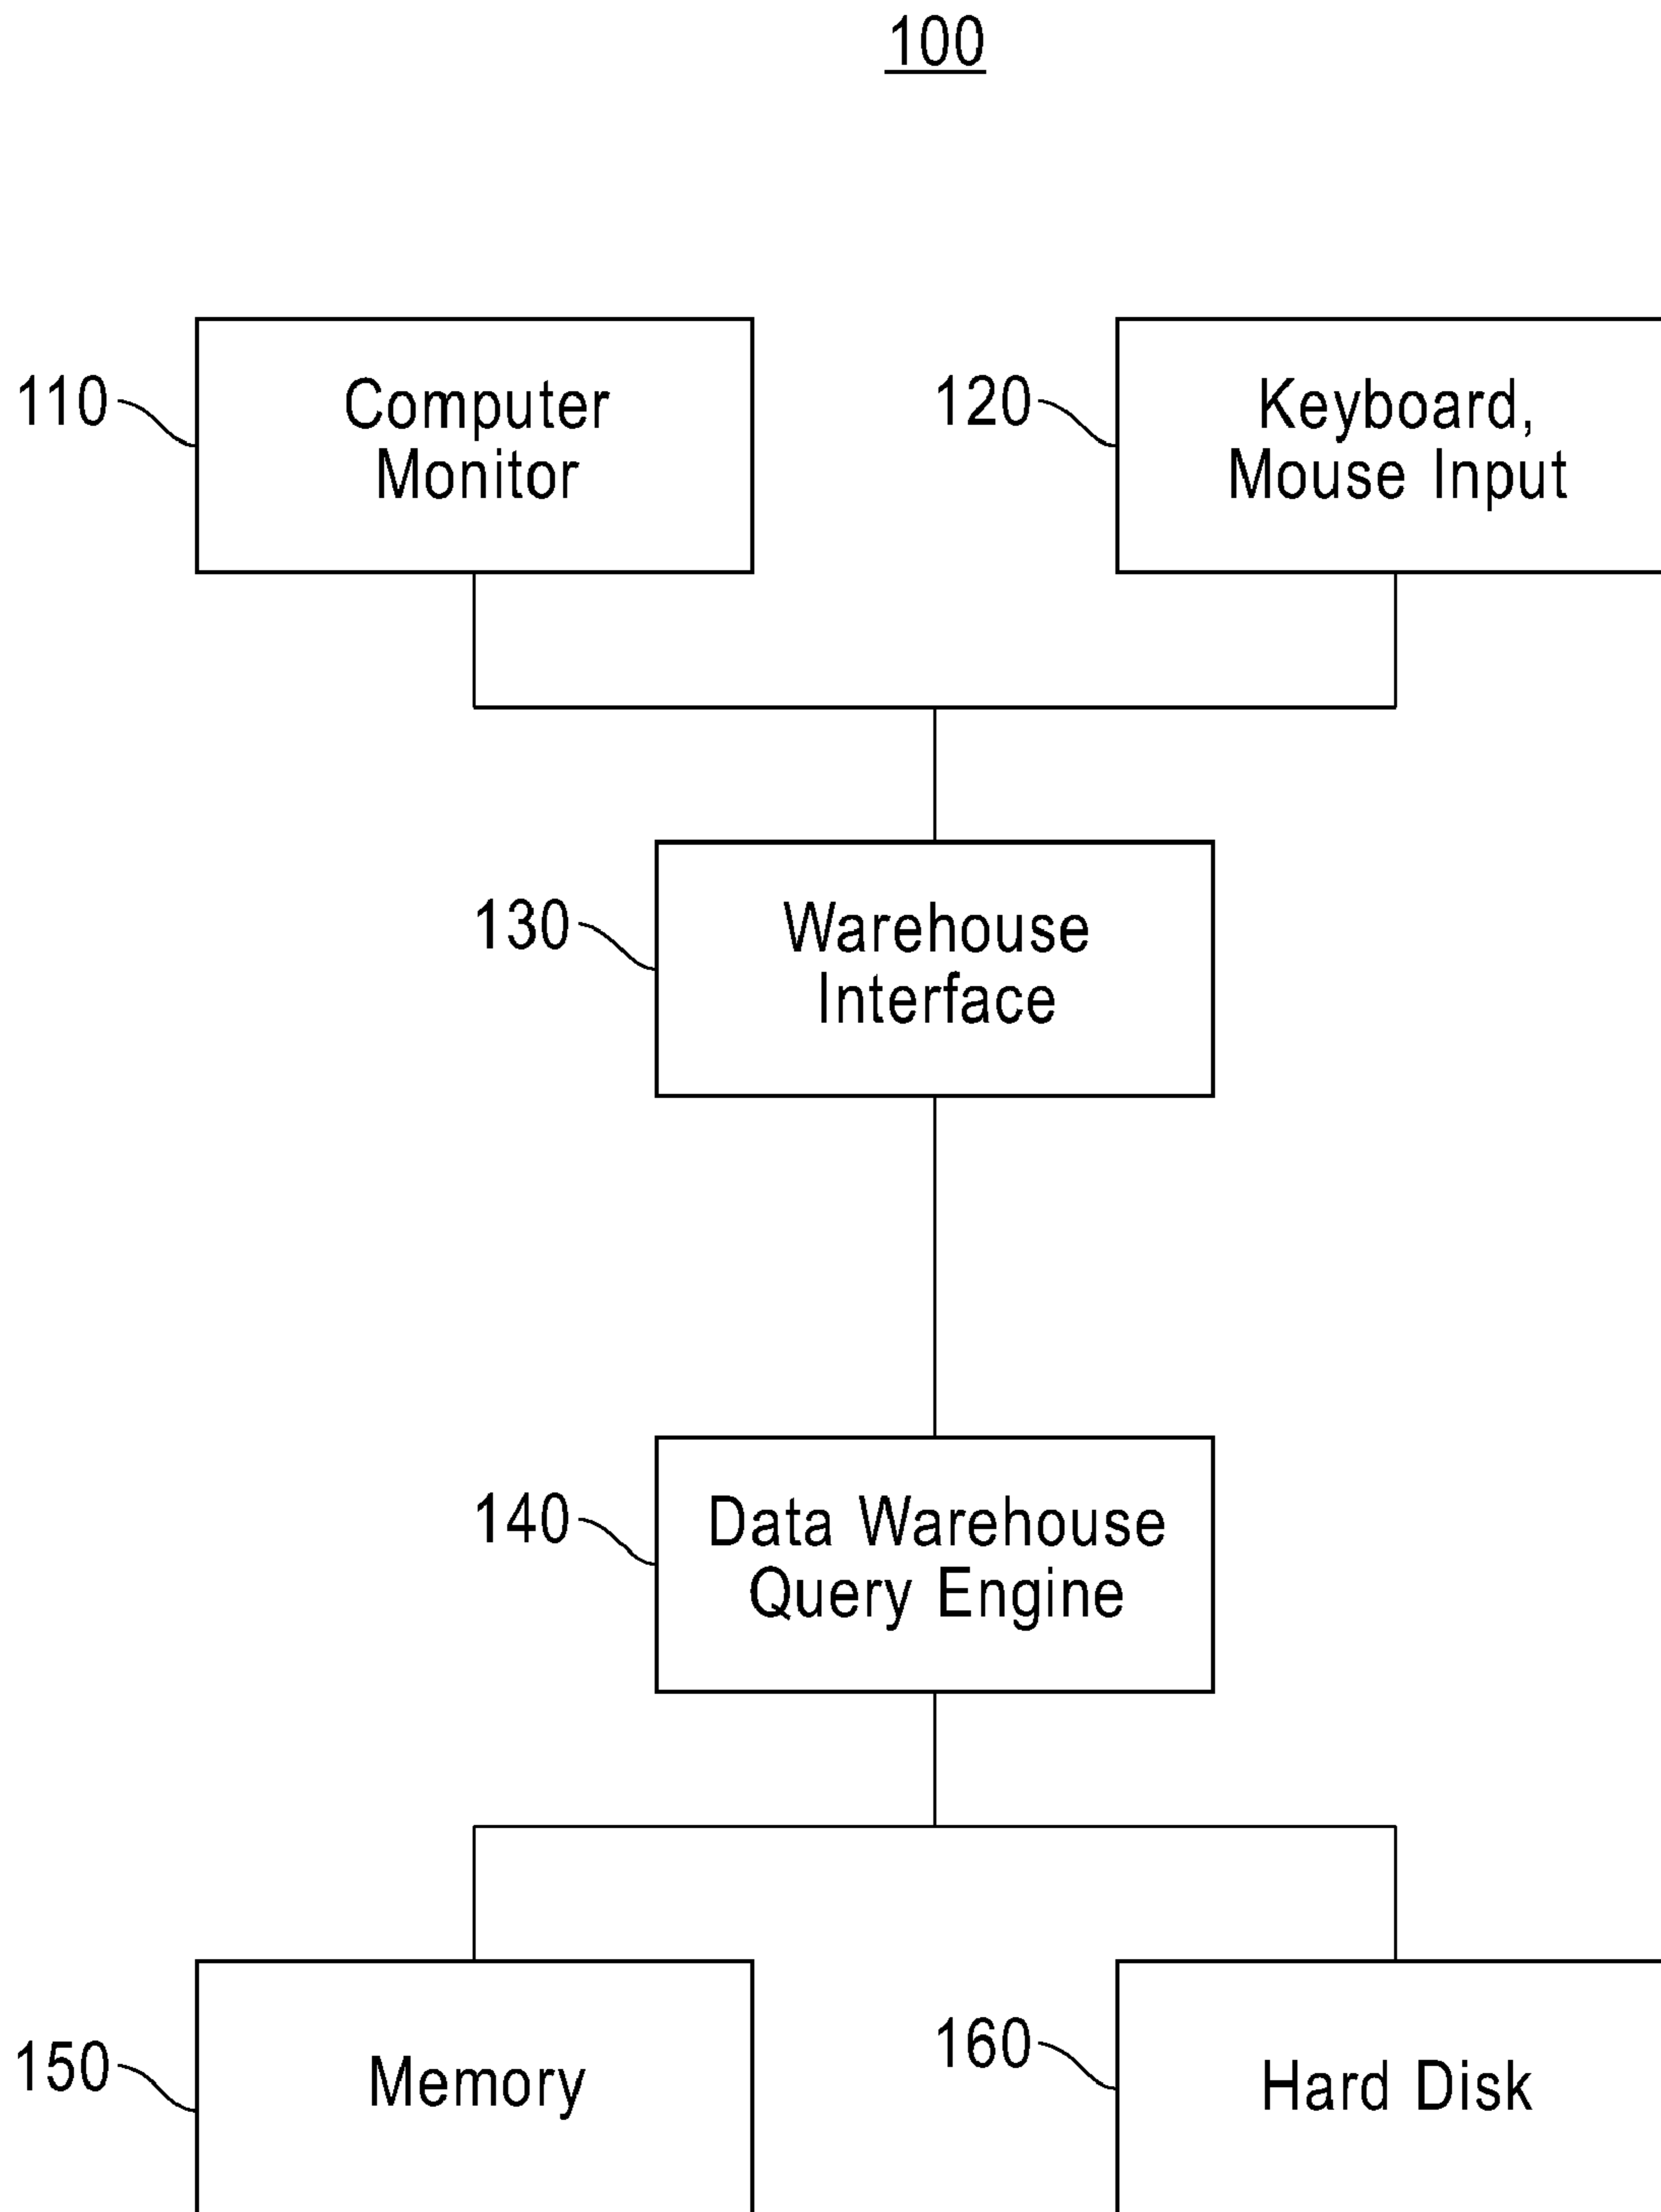 100
110
Computer
Monitor
120
Keyboard,
Mouse Input
130
Warehouse
Interface
140
Data Warehouse
Query Engine
150
Memory
160
Hard Disk